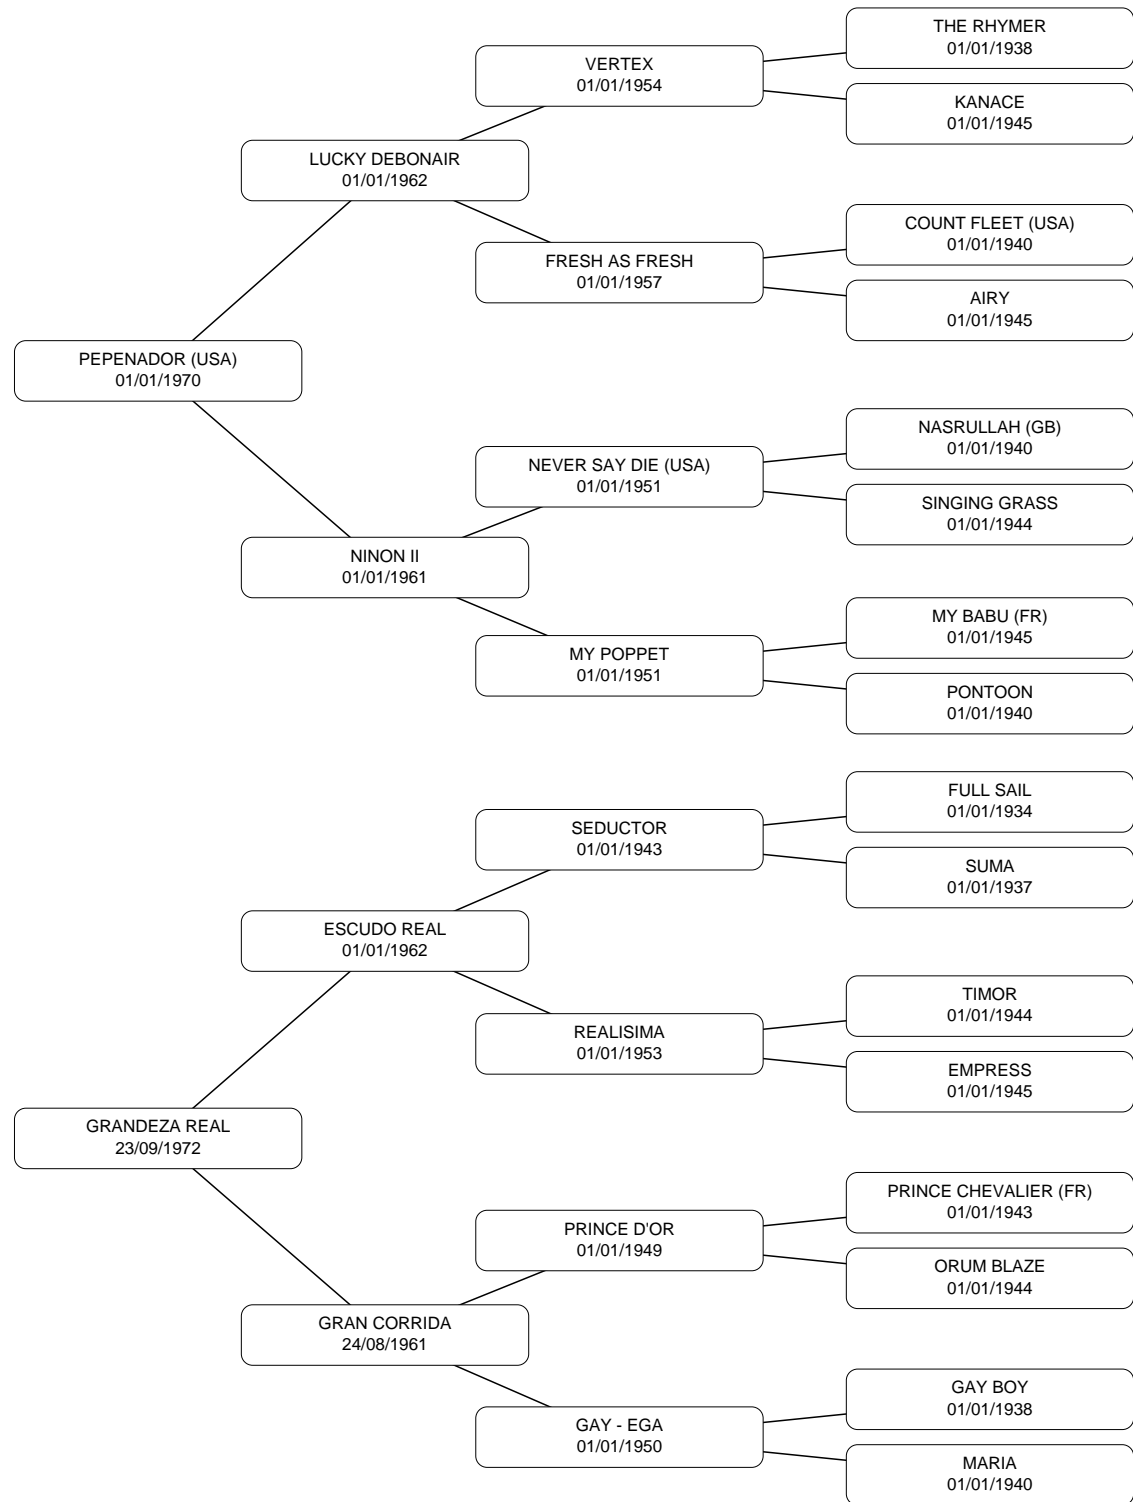 THE RHYMER
01/01/1938
VERTEX
01/01/1954
KANACE
01/01/1945
LUCKY DEBONAIR
01/01/1962
COUNT FLEET (USA)
01/01/1940
FRESH AS FRESH
01/01/1957
AIRY
01/01/1945
PEPENADOR (USA)
01/01/1970
NASRULLAH (GB)
01/01/1940
NEVER SAY DIE (USA)
01/01/1951
SINGING GRASS
01/01/1944
NINON II
01/01/1961
MY BABU (FR)
01/01/1945
MY POPPET
01/01/1951
PONTOON
01/01/1940
FULL SAIL
01/01/1934
SEDUCTOR
01/01/1943
SUMA
01/01/1937
ESCUDO REAL
01/01/1962
TIMOR
01/01/1944
REALISIMA
01/01/1953
EMPRESS
01/01/1945
GRANDEZA REAL
23/09/1972
PRINCE CHEVALIER (FR)
01/01/1943
PRINCE D'OR
01/01/1949
ORUM BLAZE
01/01/1944
GRAN CORRIDA
24/08/1961
GAY BOY
01/01/1938
GAY - EGA
01/01/1950
MARIA
01/01/1940